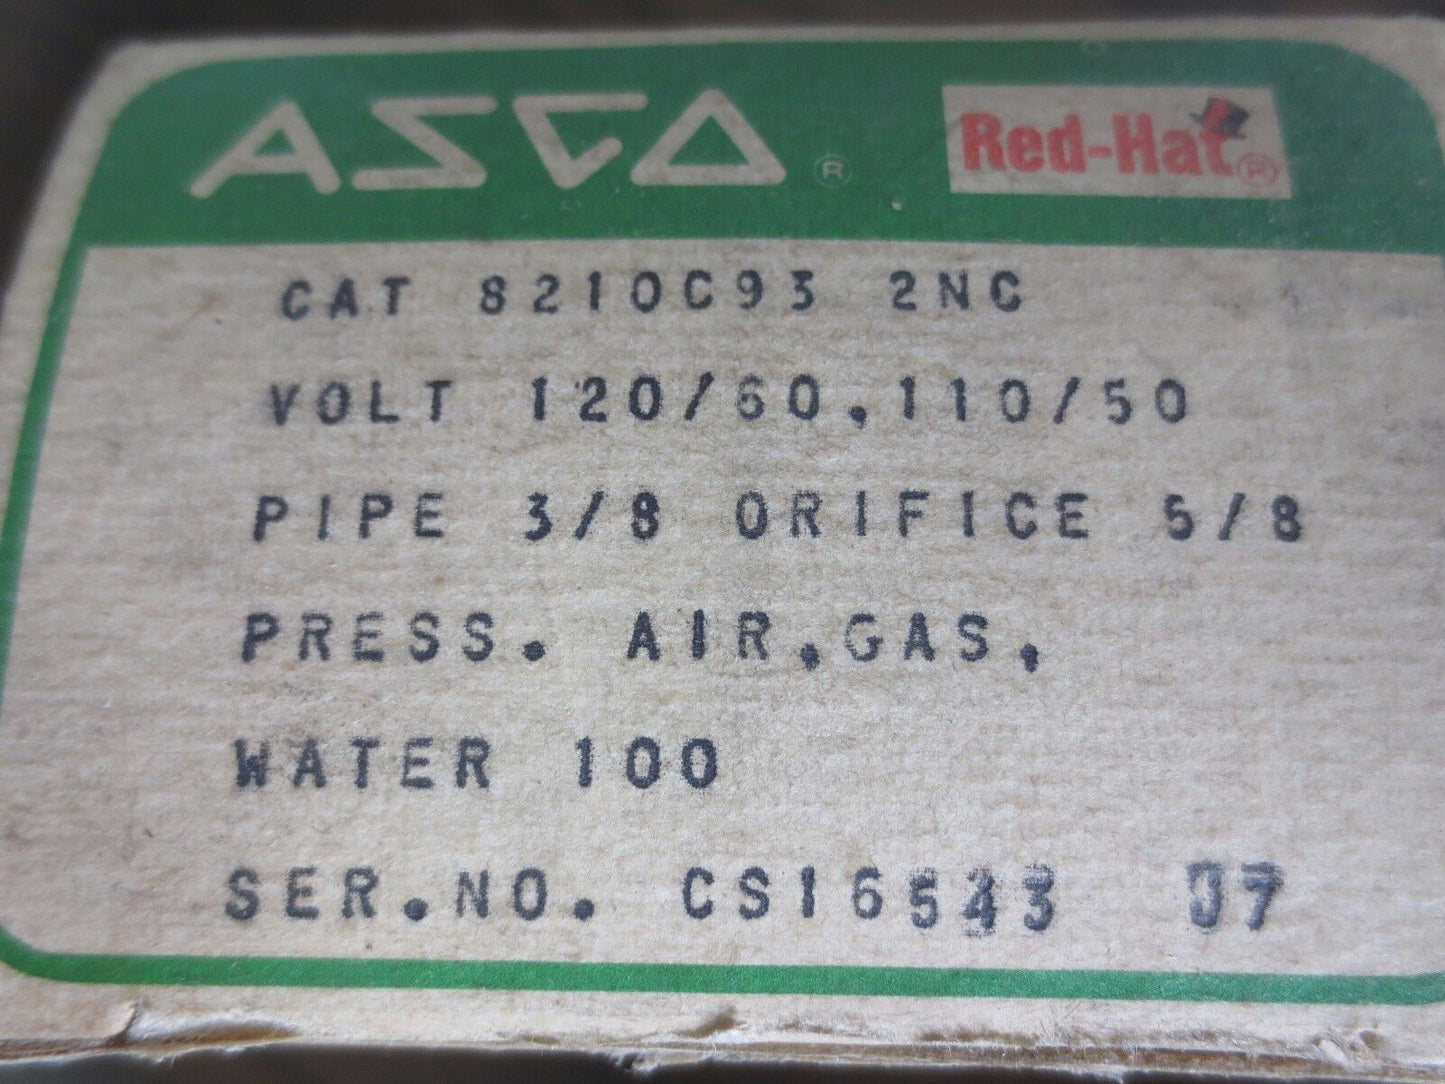 ASCO ® Red-Hat ®
CAT 8210C93 2NC
VOLT 120/60,110/50
PIPE 3/8 ORIFICE 5/8
PRESS. AIR,GAS,
WATER 100
SER.NO. CS16543 J7